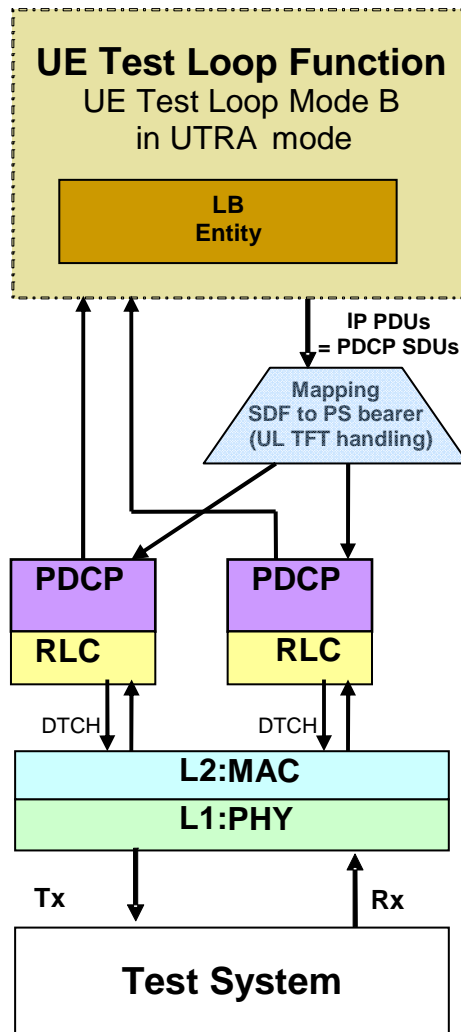 UE Test Loop Function
UE Test Loop Mode B
in UTRA mode
LB
Entity
IP PDUs
= PDCP SDUs
Mapping
SDF to PS bearer
(UL TFT handling)
PDCP
PDCP
RLC
RLC
DTCH
DTCH
L2:MAC
L1:PHY
Tx
Rx
Test System